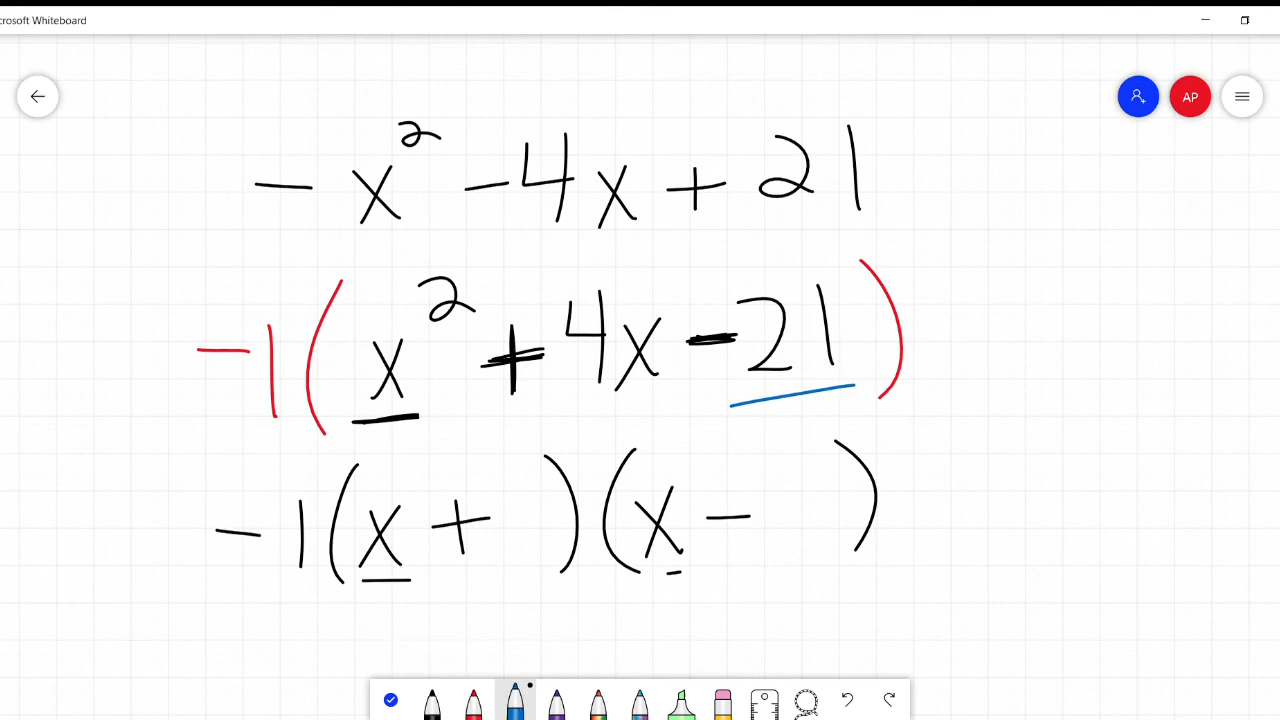 crosoft Whiteboard
AP
- x² - 4x + 21
-1(x² + 4x - 21)
-1(x + )(x - )